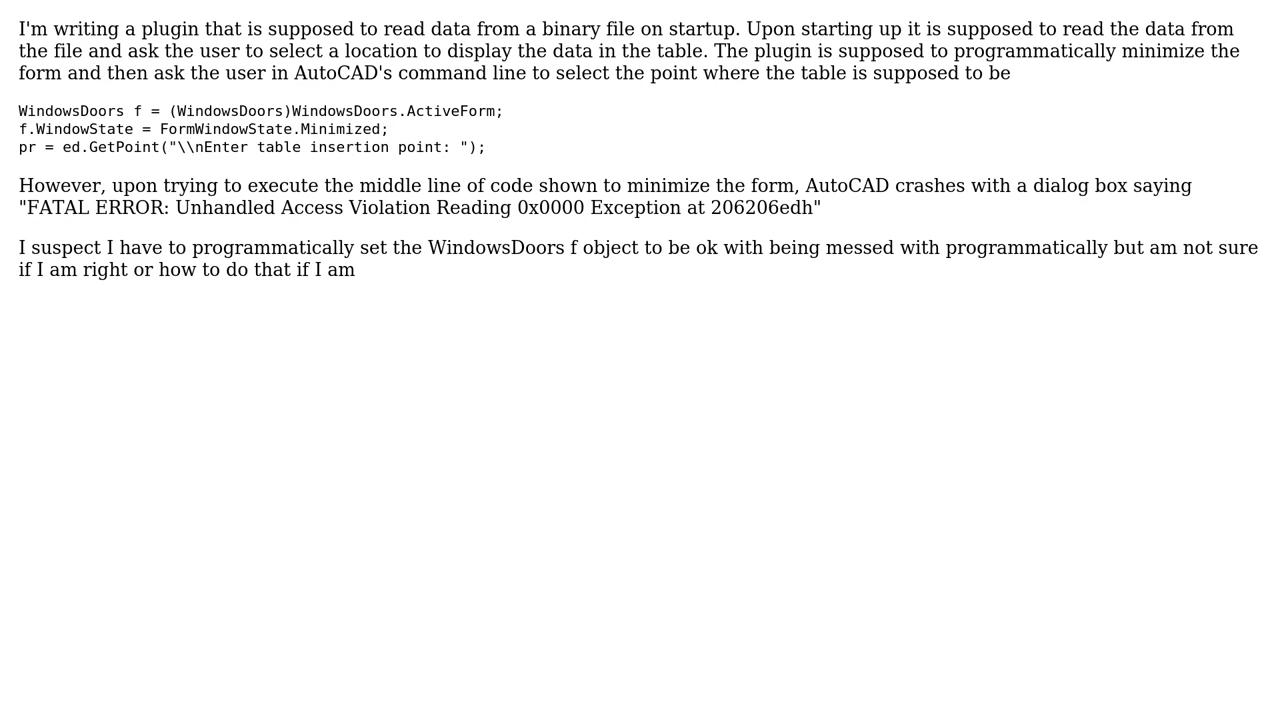 I'm writing a plugin that is supposed to read data from a binary file on startup. Upon starting up it is supposed to read the data from
the file and ask the user to select a location to display the data in the table. The plugin is supposed to programmatically minimize the
form and then ask the user in AutoCAD's command line to select the point where the table is supposed to be
WindowsDoors f = (WindowsDoors)WindowsDoors.ActiveForm;
f.WindowState = FormWindowState.Minimized;
pr = ed.GetPoint("\\nEnter table insertion point: ");
However, upon trying to execute the middle line of code shown to minimize the form, AutoCAD crashes with a dialog box saying
"FATAL ERROR: Unhandled Access Violation Reading 0x0000 Exception at 206206edh"
I suspect I have to programmatically set the WindowsDoors f object to be ok with being messed with programmatically but am not sure
if I am right or how to do that if I am